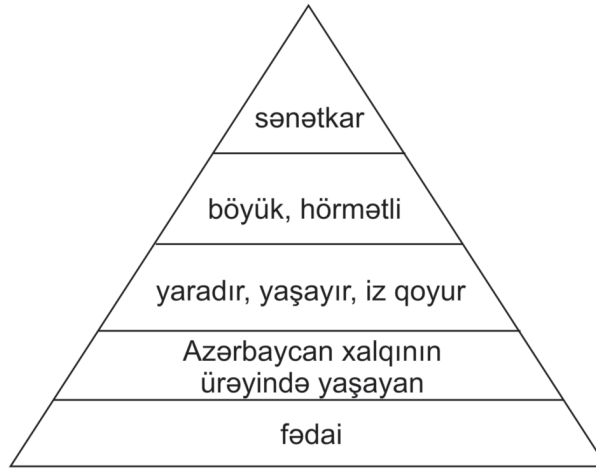 sənətkar
böyük, hörmətli
yaradır, yaşayır, iz qoyur
Azərbaycan xalqının
ürəyində yaşayan
fədai